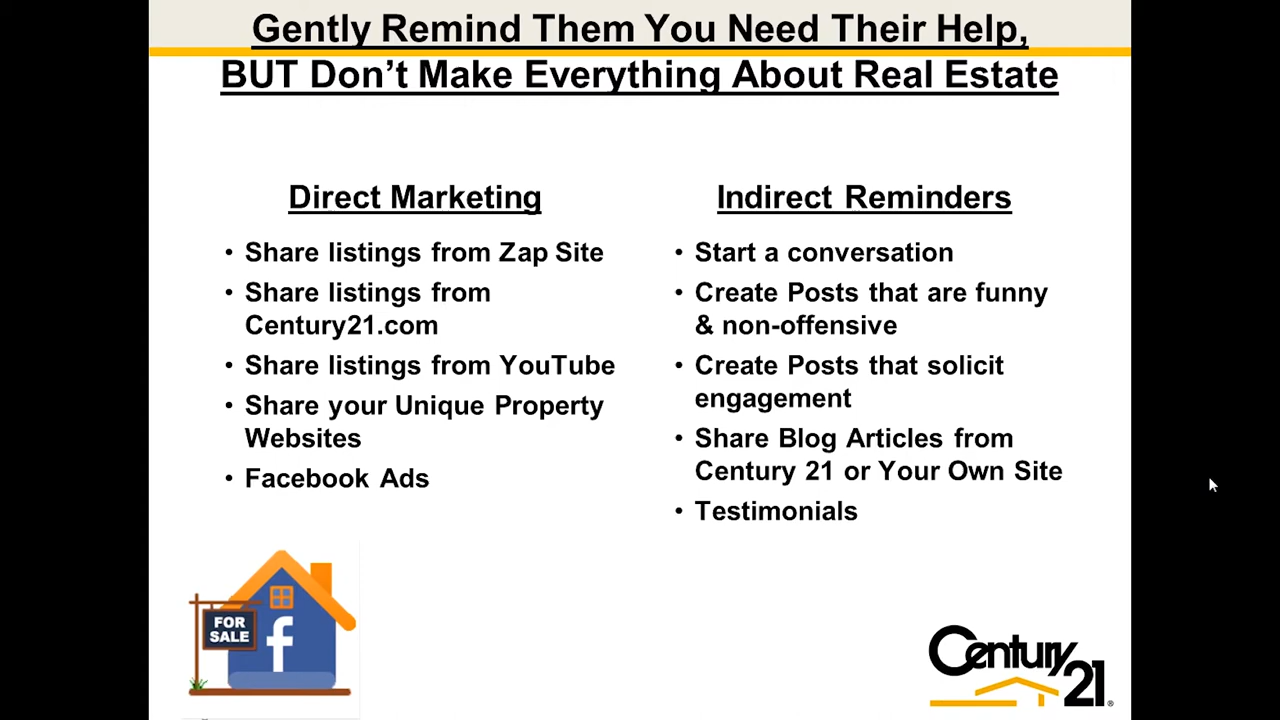 Gently Remind Them You Need Their Help,
BUT Don't Make Everything About Real Estate
Direct Marketing
• Share listings from Zap Site
• Share listings from
Century21.com
• Share listings from YouTube
• Share your Unique Property
Websites
• Facebook Ads
Indirect Reminders
• Start a conversation
• Create Posts that are funny
& non-offensive
• Create Posts that solicit
engagement
• Share Blog Articles from
Century 21 or Your Own Site
• Testimonials
FOR
SALE
f
Century
21®